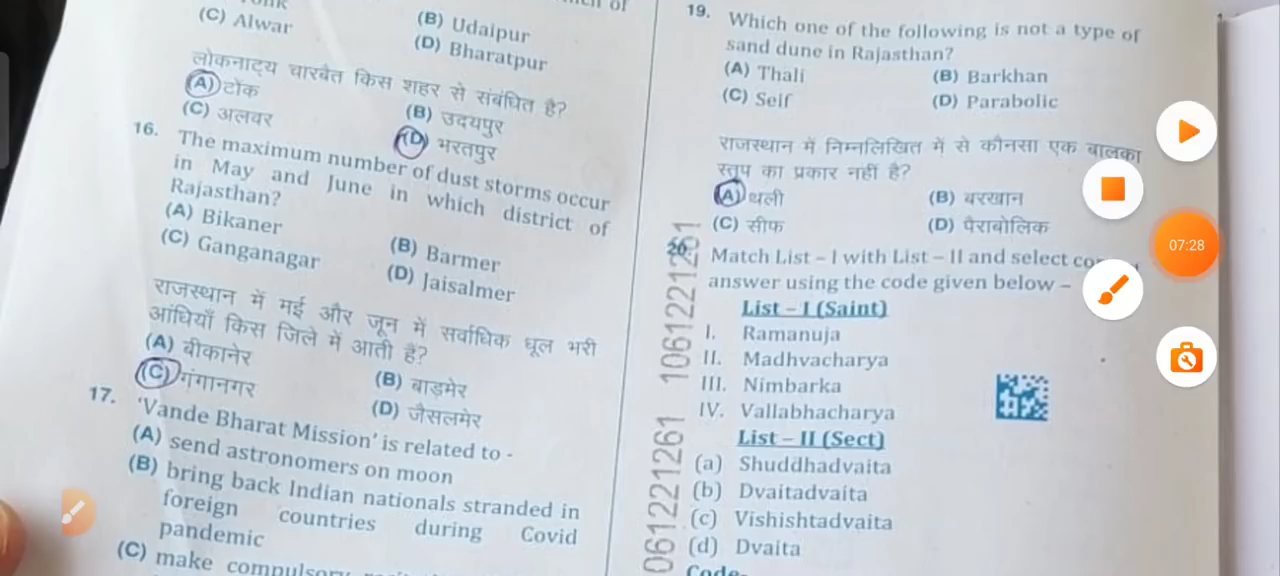 (C) Alwar
(B) Udaipur
(D) Bharatpur
लोकनाट्य चारबैत किस शहर से संबंधित है?
(A) टोंक
(B) उदयपुर
(C) अलवर
(D) भरतपुर
16. The maximum number of dust storms occur
in May and June in which district of
Rajasthan?
(A) Bikaner
(B) Barmer
(C) Ganganagar
(D) Jaisalmer
राजस्थान में मई और जून में सर्वाधिक धूल भरी
आंधियाँ किस जिले में आती हैं?
(A) बीकानेर
(B) बाड़मेर
(C) गंगानगर
(D) जैसलमेर
17. 'Vande Bharat Mission' is related to -
(A) send astronomers on moon
(B) bring back Indian nationals stranded in
foreign countries during Covid
pandemic
(C) make compulsory
19. Which one of the following is not a type of
sand dune in Rajasthan?
(A) Thali (B) Barkhan
(C) Seif (D) Parabolic
राजस्थान में निम्नलिखित में से कौनसा एक बालुका
स्तूप का प्रकार नहीं है?
(A) थली (B) बरखान
(C) सीफ (D) पैराबोलिक
20. Match List – I with List – II and select
answer using the code given below –
List – I (Saint)
I. Ramanuja
II. Madhvacharya
III. Nimbarka
IV. Vallabhacharya
List – II (Sect)
(a) Shuddhadvaita
(b) Dvaitadvaita
(c) Vishishtadvaita
(d) Dvaita
Code
1061221261
061221261
07:28